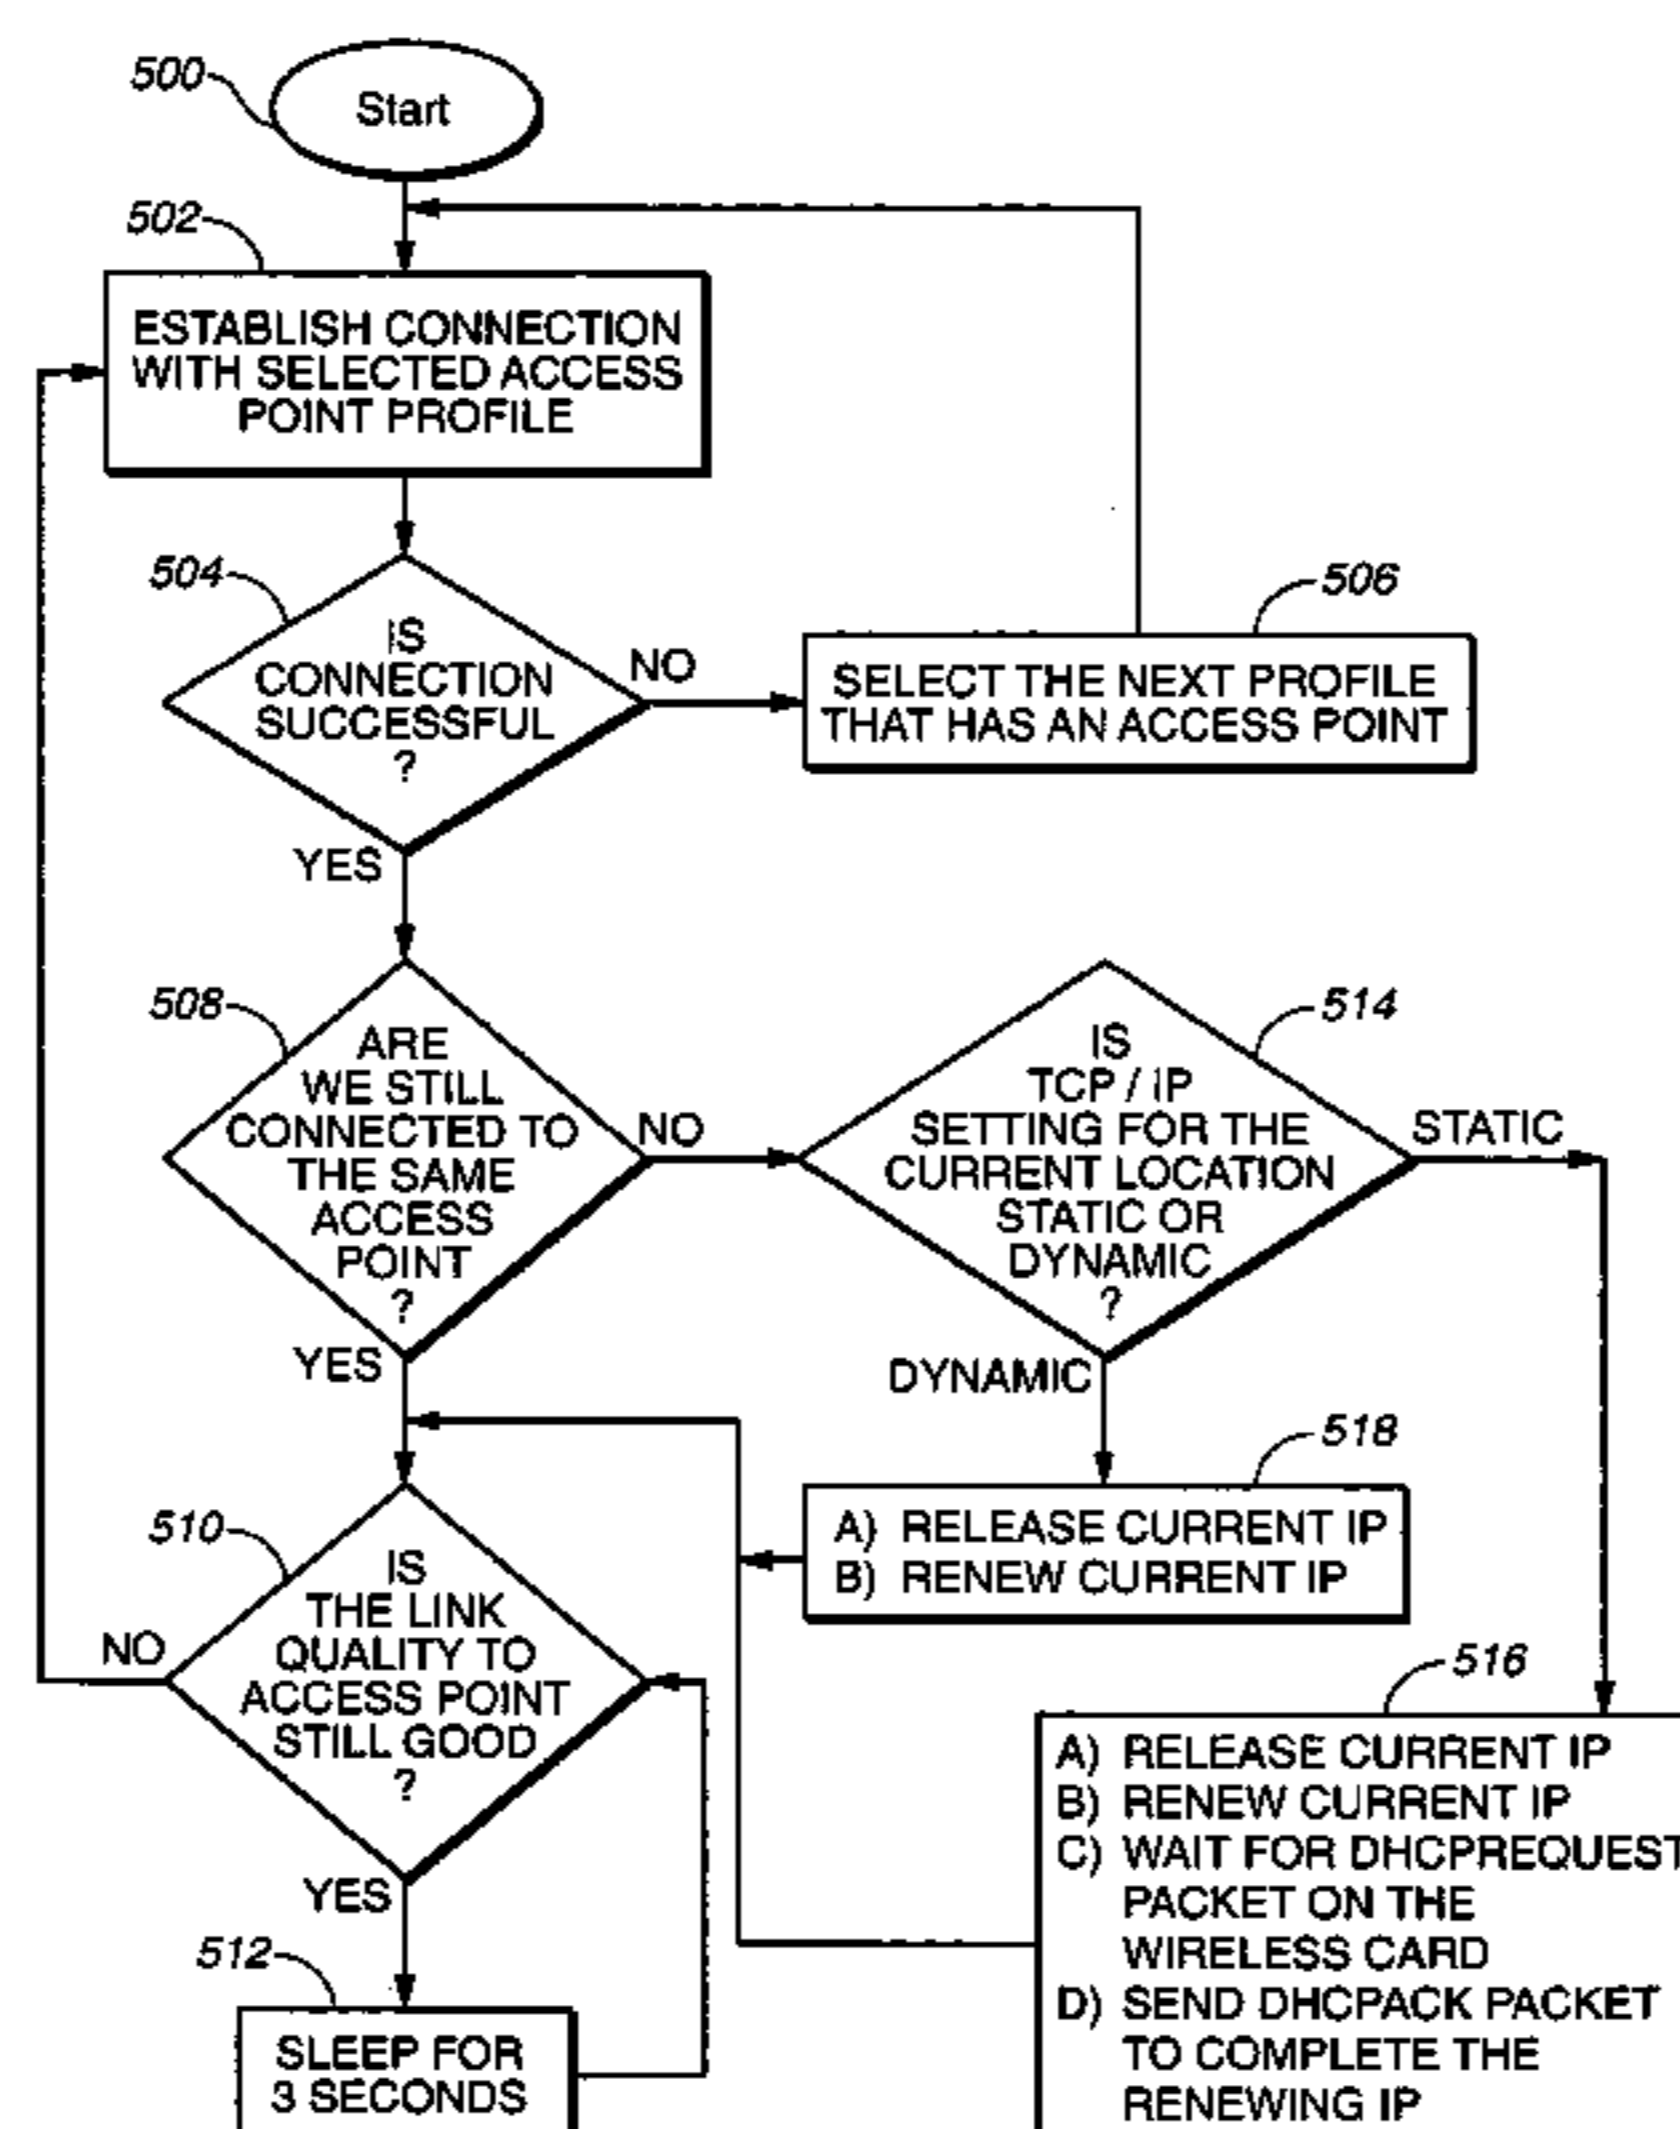 500
Start
502
ESTABLISH CONNECTION
WITH SELECTED ACCESS
POINT PROFILE
504
IS
CONNECTION
SUCCESSFUL
?
NO
YES
506
SELECT THE NEXT PROFILE
THAT HAS AN ACCESS POINT
508
ARE
WE STILL
CONNECTED TO
THE SAME
ACCESS
POINT
?
NO
YES
514
IS
TCP / IP
SETTING FOR THE
CURRENT LOCATION
STATIC OR
DYNAMIC
?
STATIC
DYNAMIC
518
A) RELEASE CURRENT IP
B) RENEW CURRENT IP
510
IS
THE LINK
QUALITY TO
ACCESS POINT
STILL GOOD
?
NO
YES
516
A) RELEASE CURRENT IP
B) RENEW CURRENT IP
C) WAIT FOR DHCPREQUEST
PACKET ON THE
WIRELESS CARD
D) SEND DHCPACK PACKET
TO COMPLETE THE
RENEWING IP
512
SLEEP FOR
3 SECONDS